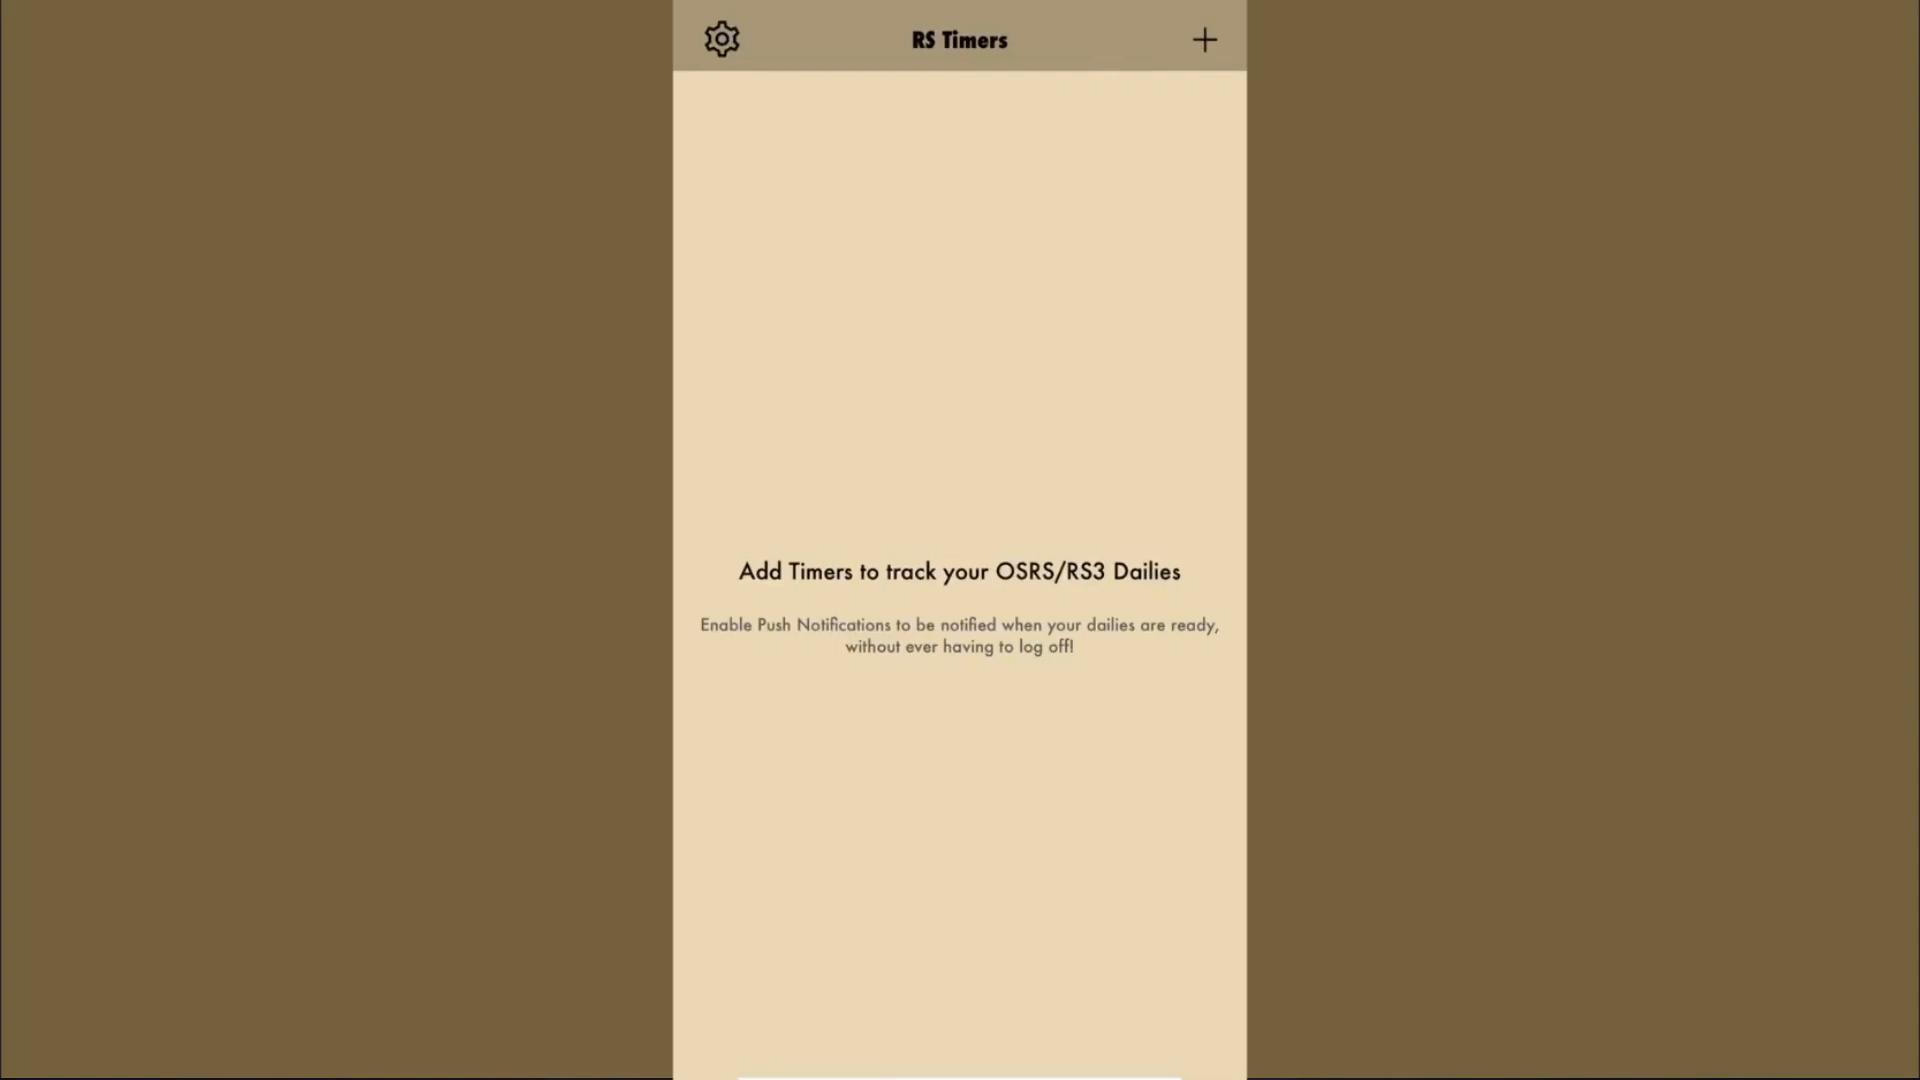 RS Timers
Add Timers to track your OSRS/RS3 Dailies
Enable Push Notifications to be notified when your dailies are ready,
without ever having to log off!